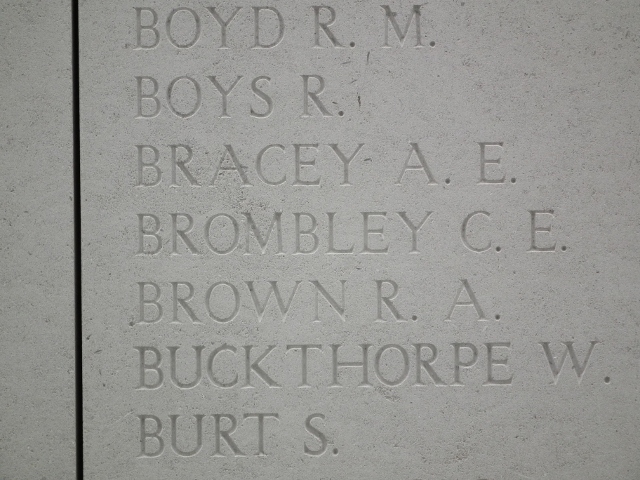 BOYD R. M.
BOYS R.
BRACEY A. E.
BROMBLEY C. E.
BROWN R. A.
BUCKTHORPE W.
BURT S.